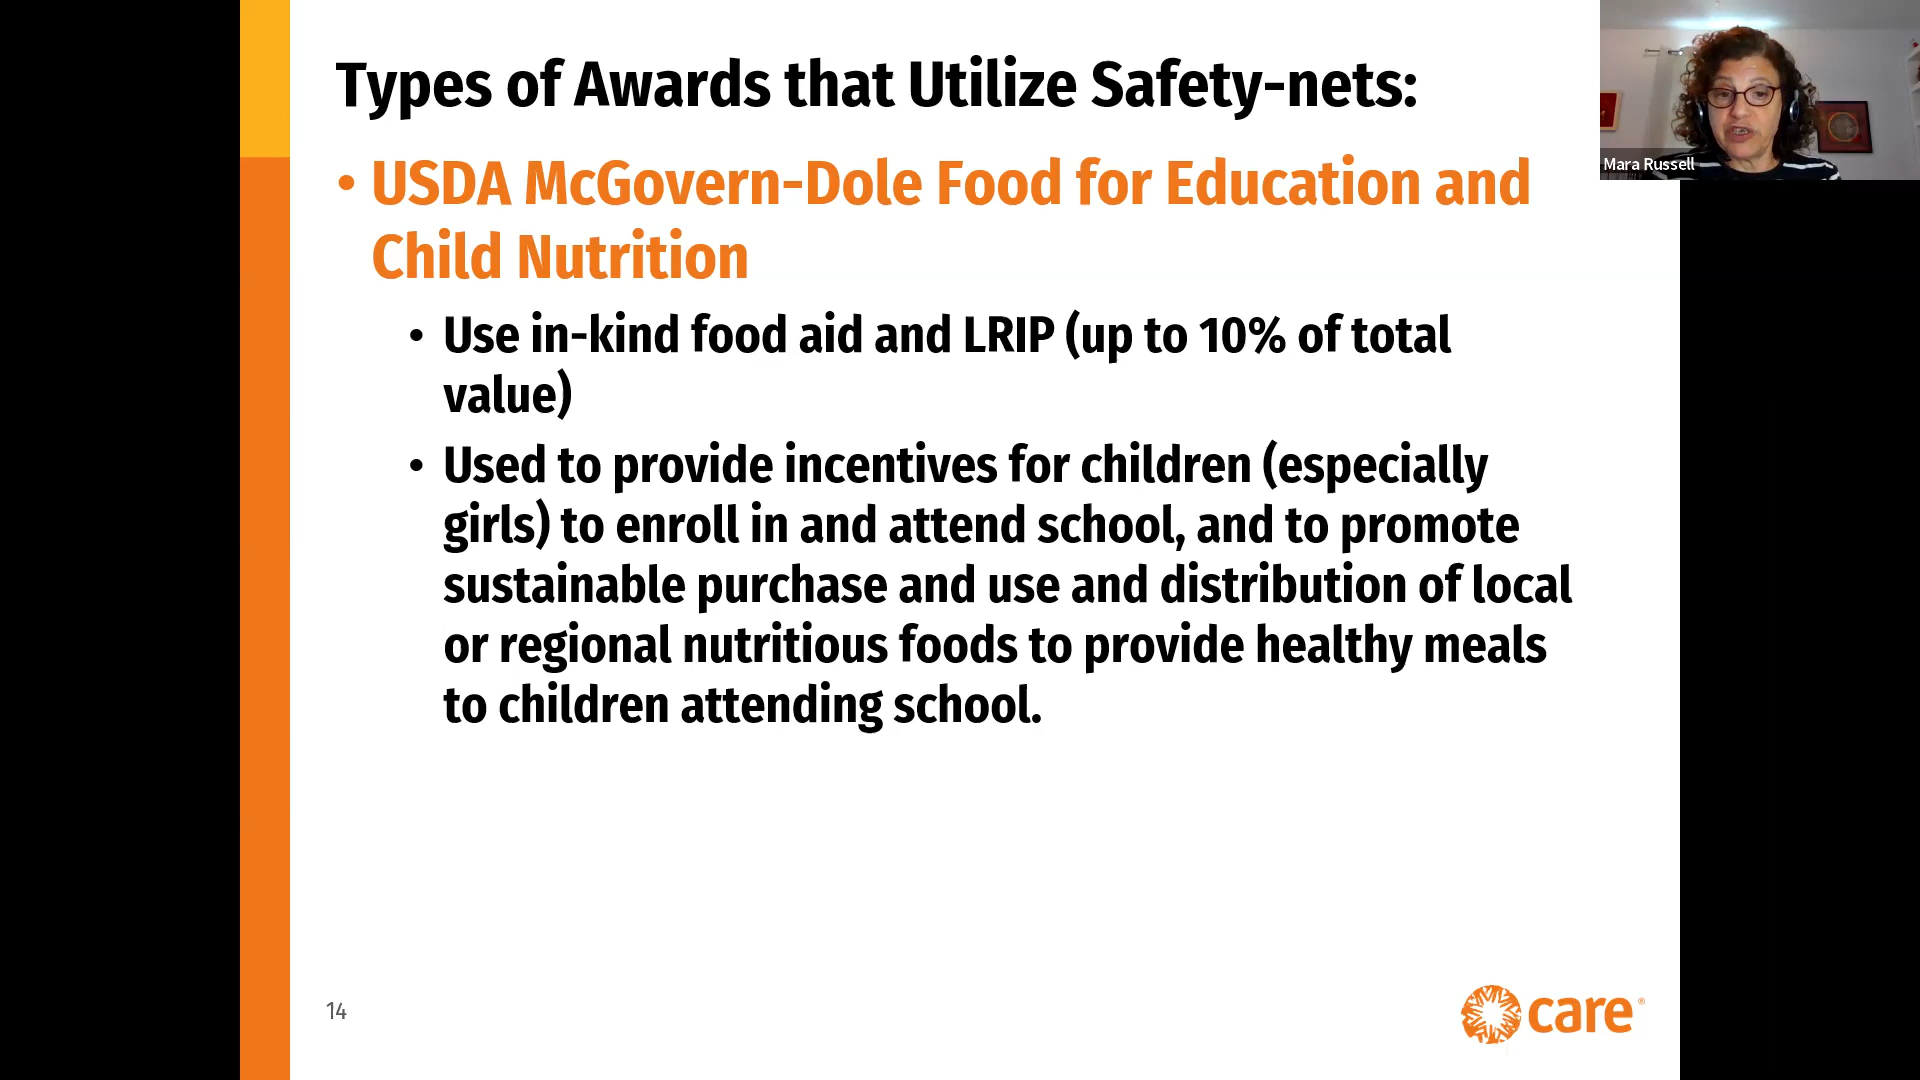 Types of Awards that Utilize Safety-nets:
• USDA McGovern-Dole Food for Education and
Child Nutrition
• Use in-kind food aid and LRIP (up to 10% of total
value)
• Used to provide incentives for children (especially
girls) to enroll in and attend school, and to promote
sustainable purchase and use and distribution of local
or regional nutritious foods to provide healthy meals
to children attending school.
Mara Russell
14
care®